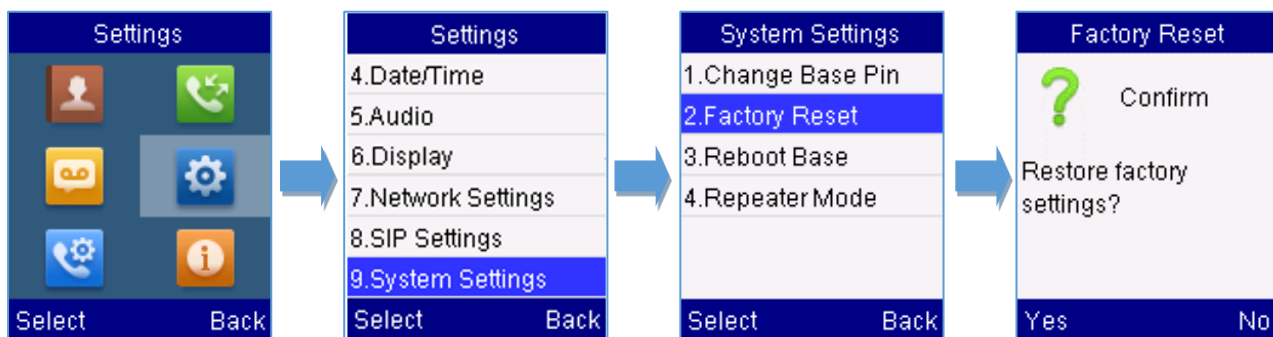 Settings
Select Back
Settings
4.Date/Time
5.Audio
6.Display
7.Network Settings
8.SIP Settings
9.System Settings
Select Back
System Settings
1.Change Base Pin
2.Factory Reset
3.Reboot Base
4.Repeater Mode
Select Back
Factory Reset
Confirm
Restore factory
settings?
Yes No